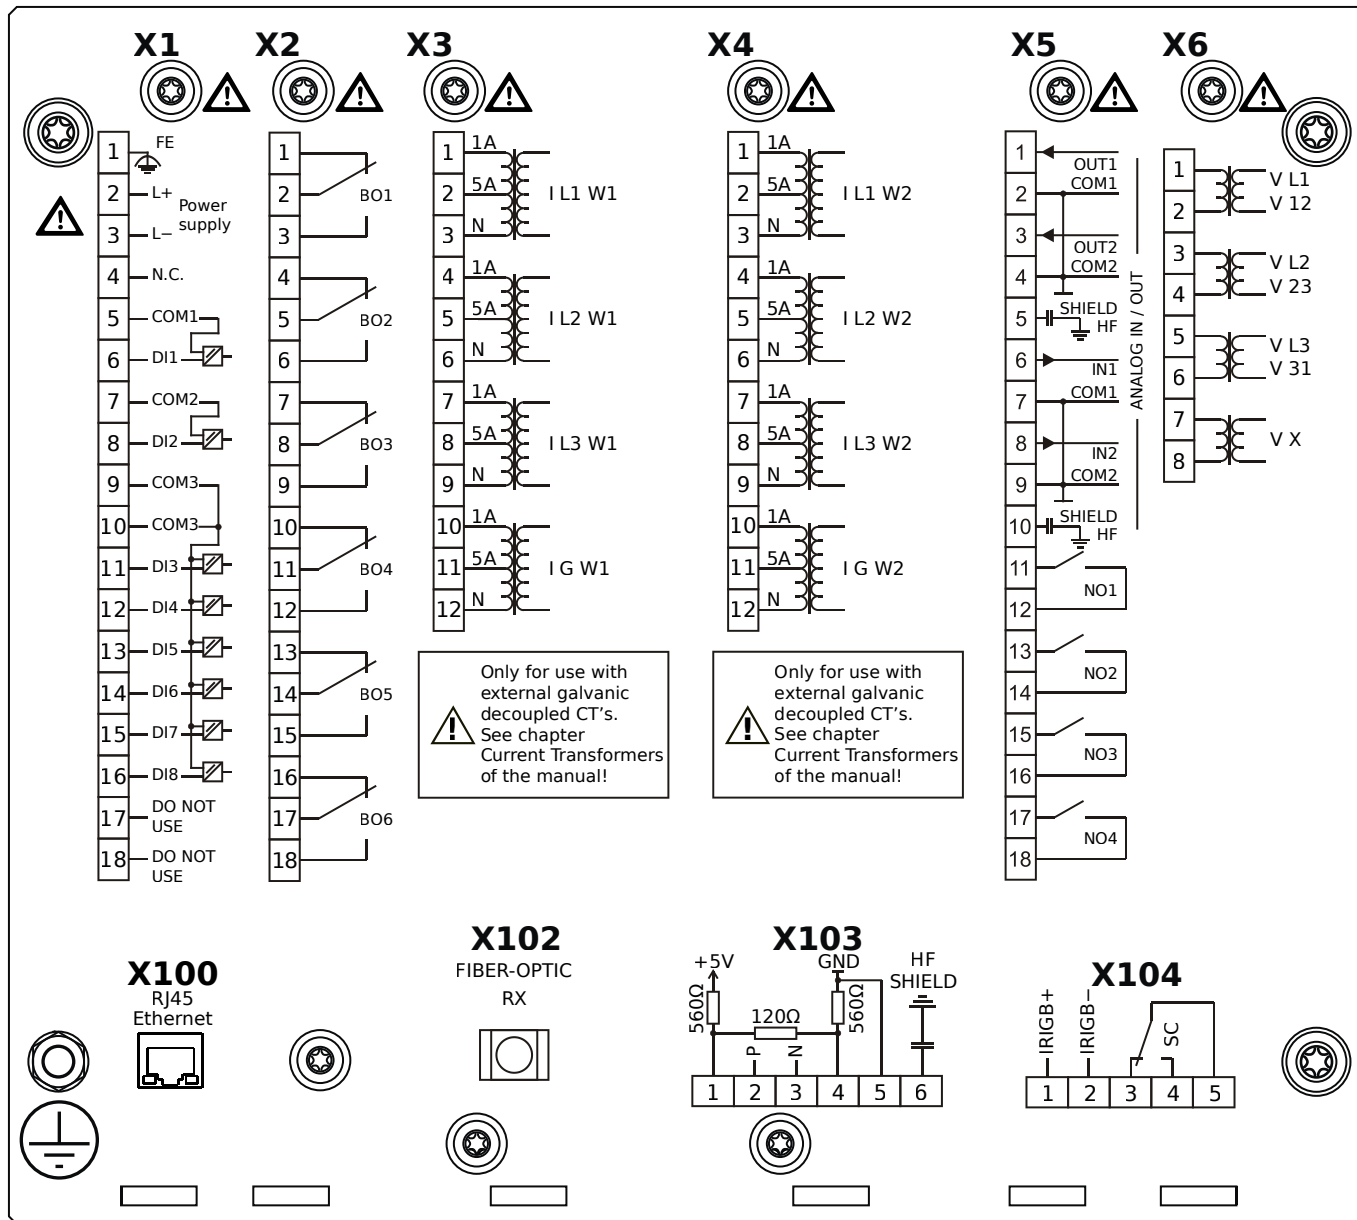 X1
X2
X3
X4
X5
X6
1
FE
2
L+
Power
supply
3
L−
4
N.C.
5
COM1
6
DI1
7
COM2
8
DI2
9
COM3
10
COM3
11
DI3
12
DI4
13
DI5
14
DI6
15
DI7
16
DI8
17
DO NOT
USE
18
DO NOT
USE
1
2
BO1
3
4
5
BO2
6
7
8
BO3
9
10
11
BO4
12
13
14
BO5
15
16
17
BO6
18
1
1A
2
5A
I L1 W1
3
N
4
1A
5
5A
I L2 W1
6
N
7
1A
8
5A
I L3 W1
9
N
10
1A
11
5A
I G W1
12
N
Only for use with
external galvanic
decoupled CT's.
See chapter
Current Transformers
of the manual!
1
1A
2
5A
I L1 W2
3
N
4
1A
5
5A
I L2 W2
6
N
7
1A
8
5A
I L3 W2
9
N
10
1A
11
5A
I G W2
12
N
Only for use with
external galvanic
decoupled CT's.
See chapter
Current Transformers
of the manual!
1
OUT1
2
COM1
3
OUT2
4
COM2
5
SHIELD
HF
6
IN1
7
COM1
8
IN2
9
COM2
10
SHIELD
HF
ANALOG IN / OUT
11
NO1
12
13
NO2
14
15
NO3
16
17
NO4
18
1
V L1
V 12
2
3
V L2
V 23
4
5
V L3
V 31
6
7
V X
8
X100
RJ45
Ethernet
X102
FIBER-OPTIC
RX
X103
+5V
GND
HF
SHIELD
560Ω
120Ω
560Ω
P
N
1
2
3
4
5
6
X104
IRIGB+
IRIGB−
SC
1
2
3
4
5